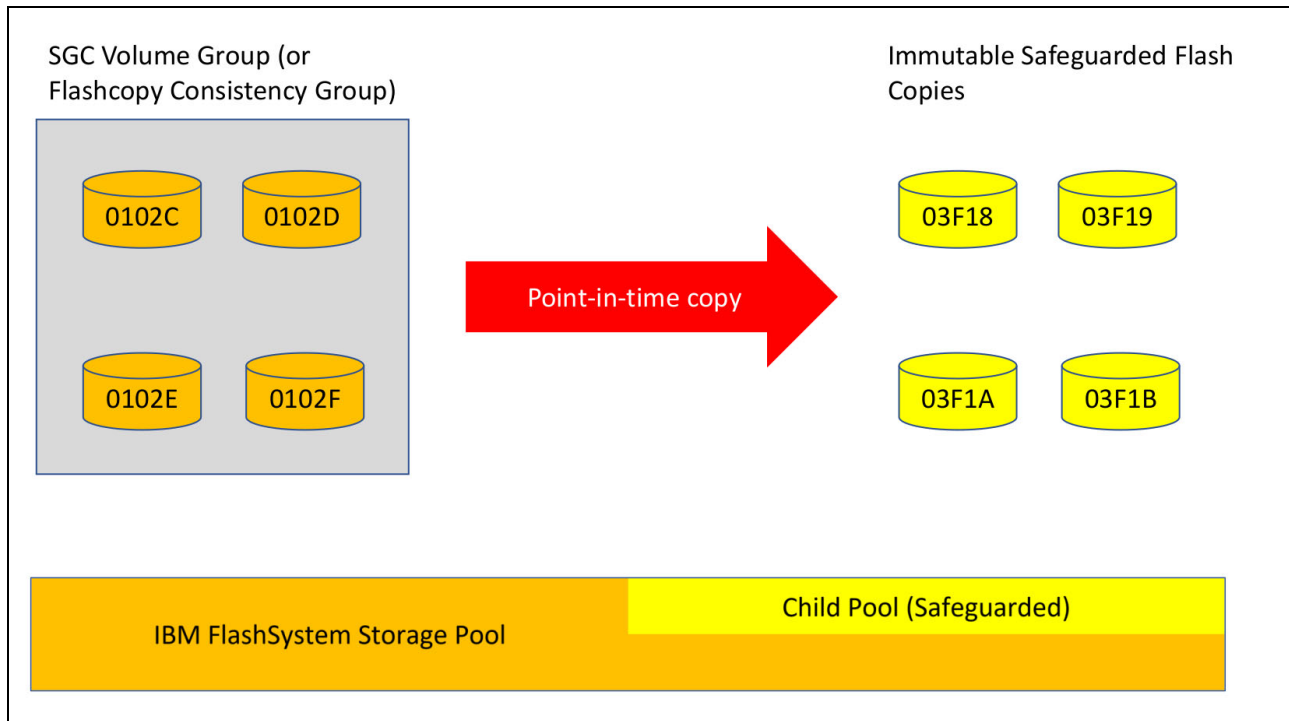 SGC Volume Group (or
Flashcopy Consistency Group)
Immutable Safeguarded Flash
Copies
0102C
0102D
03F18
03F19
Point-in-time copy
0102E
0102F
03F1A
03F1B
Child Pool (Safeguarded)
IBM FlashSystem Storage Pool